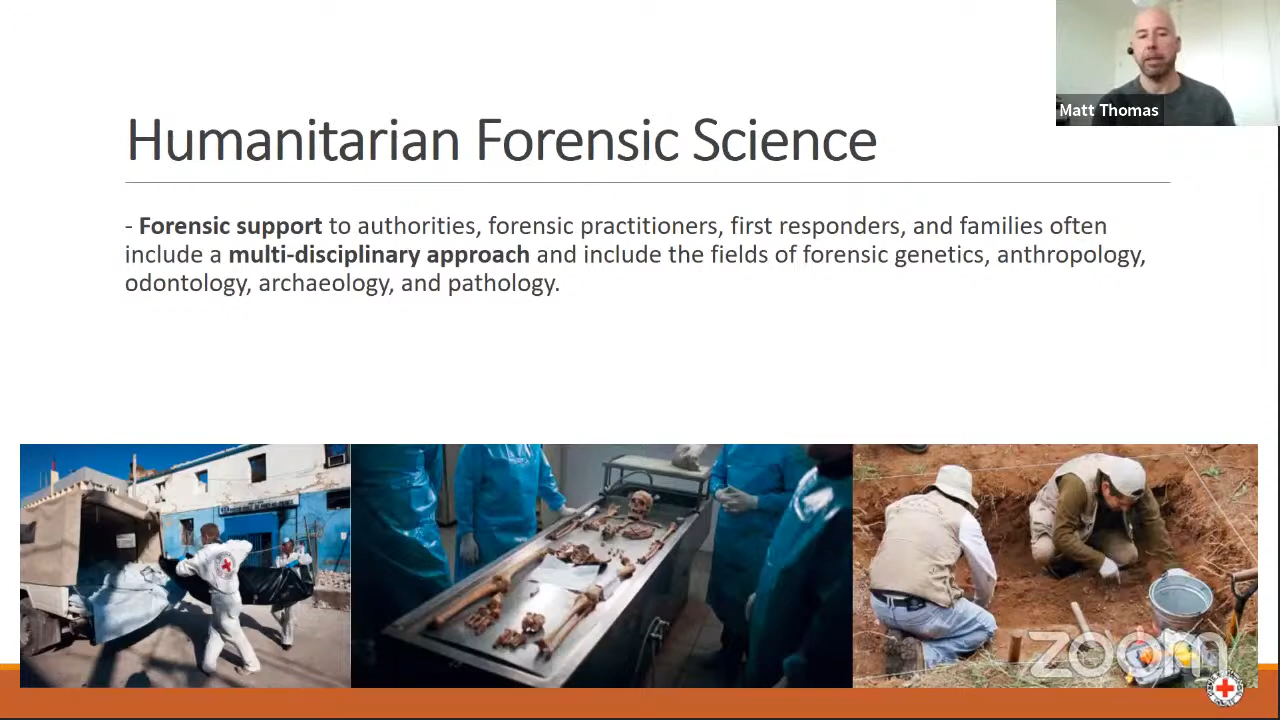 Matt Thomas
Humanitarian Forensic Science
- Forensic support to authorities, forensic practitioners, first responders, and families often
include a multi-disciplinary approach and include the fields of forensic genetics, anthropology,
odontology, archaeology, and pathology.
zoom